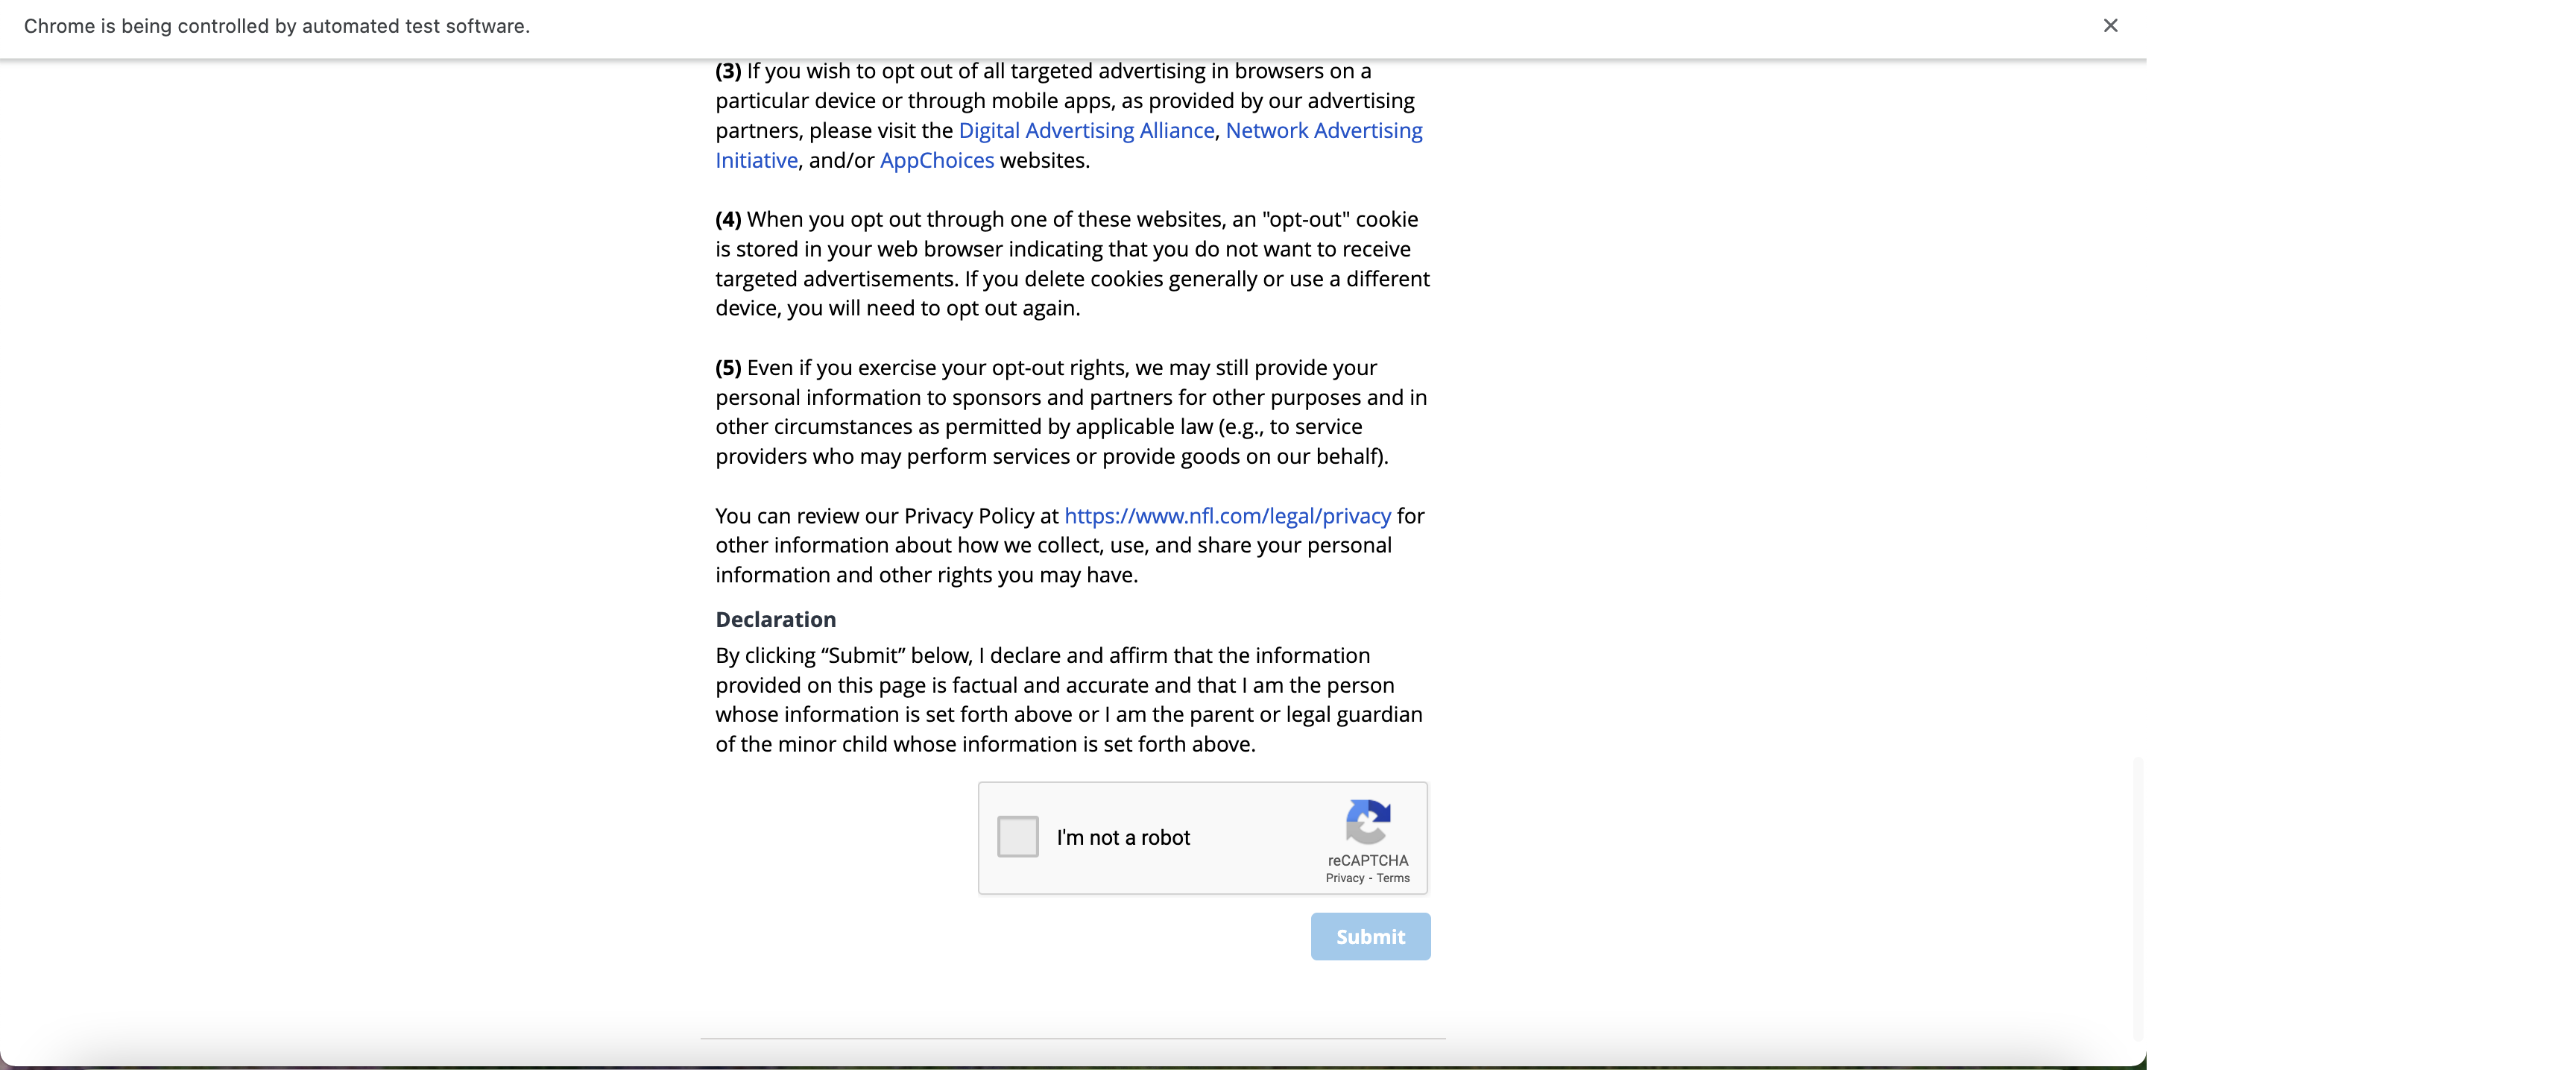 Chrome is being controlled by automated test software.
(3) If you wish to opt out of all targeted advertising in browsers on a
particular device or through mobile apps, as provided by our advertising
partners, please visit the Digital Advertising Alliance, Network Advertising
Initiative, and/or AppChoices websites.
(4) When you opt out through one of these websites, an "opt-out" cookie
is stored in your web browser indicating that you do not want to receive
targeted advertisements. If you delete cookies generally or use a different
device, you will need to opt out again.
(5) Even if you exercise your opt-out rights, we may still provide your
personal information to sponsors and partners for other purposes and in
other circumstances as permitted by applicable law (e.g., to service
providers who may perform services or provide goods on our behalf).
You can review our Privacy Policy at https://www.nfl.com/legal/privacy for
other information about how we collect, use, and share your personal
information and other rights you may have.
Declaration
By clicking “Submit” below, I declare and affirm that the information
provided on this page is factual and accurate and that I am the person
whose information is set forth above or I am the parent or legal guardian
of the minor child whose information is set forth above.
I'm not a robot
reCAPTCHA
Privacy - Terms
Submit